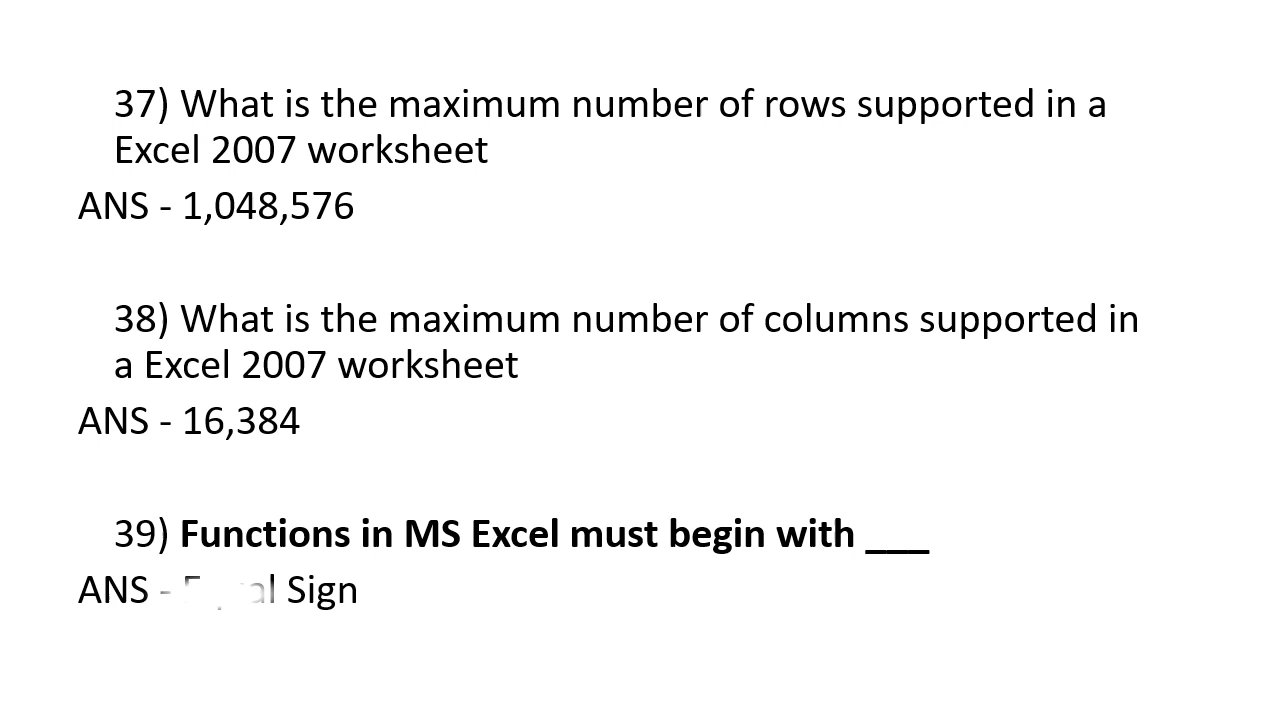 37) What is the maximum number of rows supported in a
Excel 2007 worksheet
ANS - 1,048,576
38) What is the maximum number of columns supported in
a Excel 2007 worksheet
ANS - 16,384
39) Functions in MS Excel must begin with ___
ANS - Equal Sign